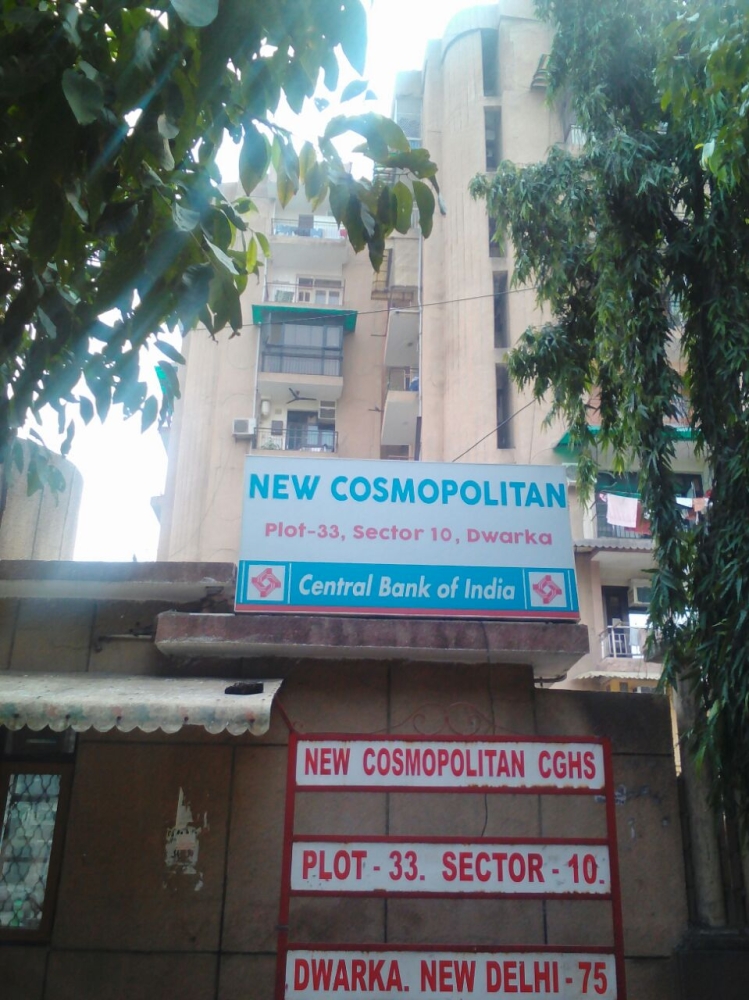 NEW COSMOPOLITAN
Plot-33, Sector 10, Dwarka
Central Bank of India
NEW COSMOPOLITAN CGHS
PLOT - 33. SECTOR - 10.
DWARKA. NEW DELHI - 75